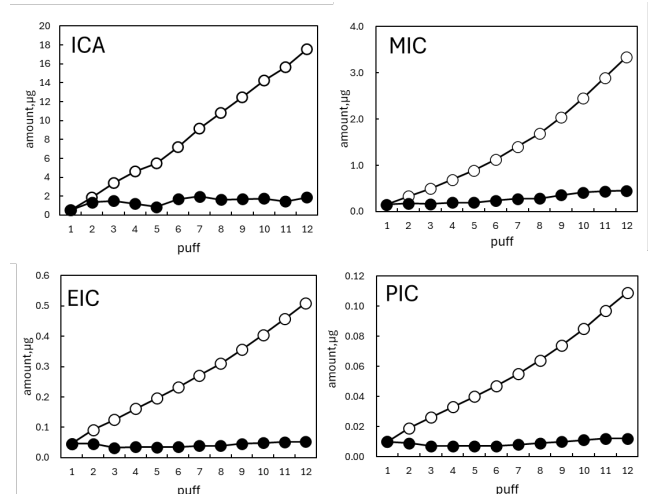 ICA
amount,µg
20
18
16
14
12
10
8
6
4
2
0
1 2 3 4 5 6 7 8 9 10 11 12
puff
MIC
amount,µg
4.0
3.0
2.0
1.0
0.0
1 2 3 4 5 6 7 8 9 10 11 12
puff
EIC
amount,µg
0.6
0.5
0.4
0.3
0.2
0.1
0.0
1 2 3 4 5 6 7 8 9 10 11 12
puff
PIC
amount,µg
0.12
0.10
0.08
0.06
0.04
0.02
0.00
1 2 3 4 5 6 7 8 9 10 11 12
puff